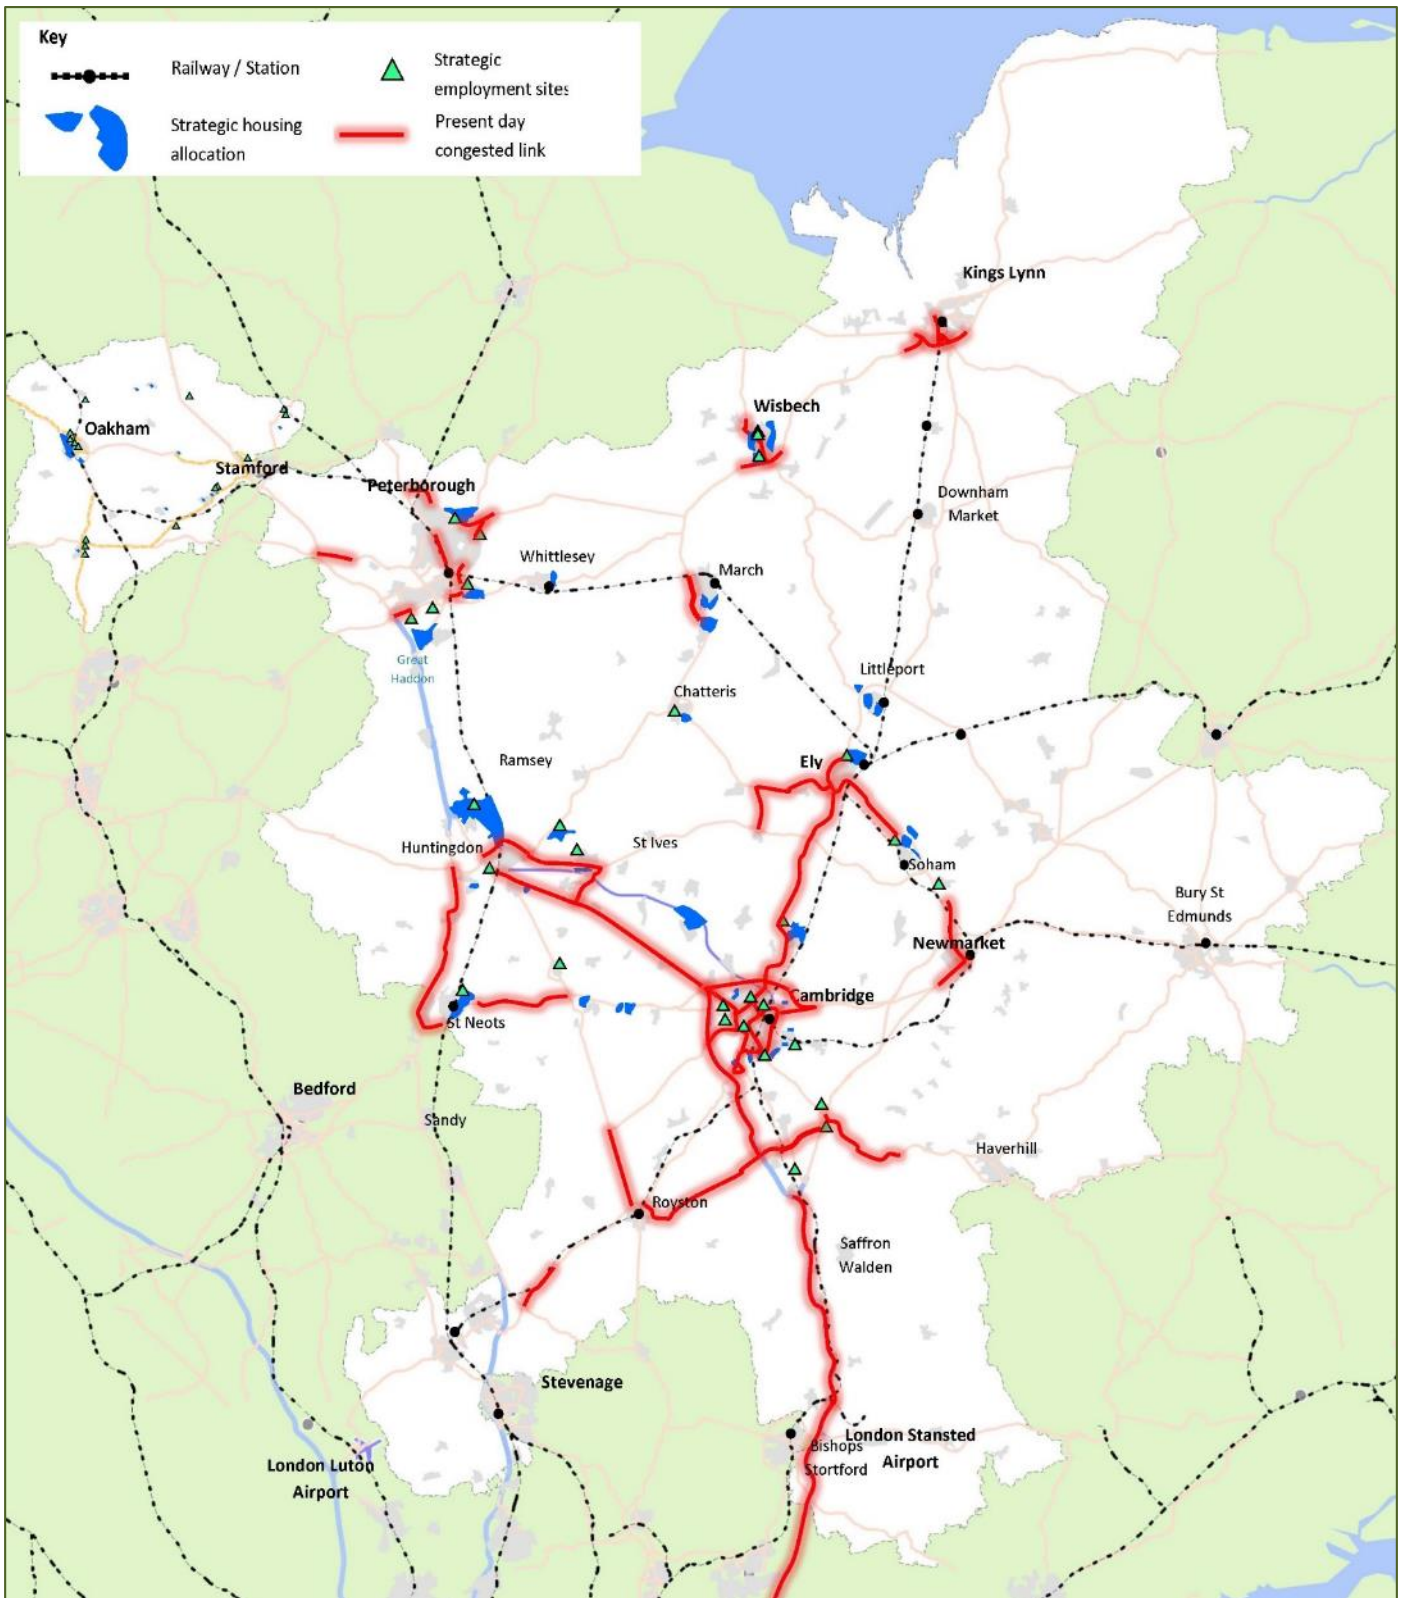 Key
Railway / Station
Strategic
employment sites
Strategic housing
allocation
Present day
congested link
Kings Lynn
Wisbech
Oakham
Stamford
Peterborough
Downham
Market
Whittlesey
March
Great
Haddon
Littleport
Chatteris
Ramsey
Ely
Huntingdon
St Ives
Soham
Bury St
Edmunds
Newmarket
Cambridge
St Neots
Bedford
Sandy
Haverhill
Royston
Saffron
Walden
Stevenage
London Stansted
Airport
Bishops
Stortford
London Luton
Airport